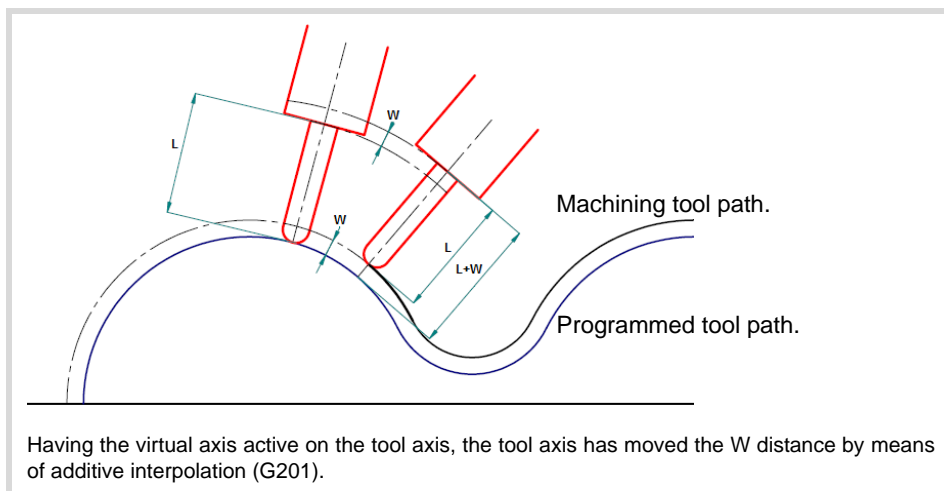 W
L
Machining tool path.
W
L
L+W
Programmed tool path.
Having the virtual axis active on the tool axis, the tool axis has moved the W distance by means
of additive interpolation (G201).